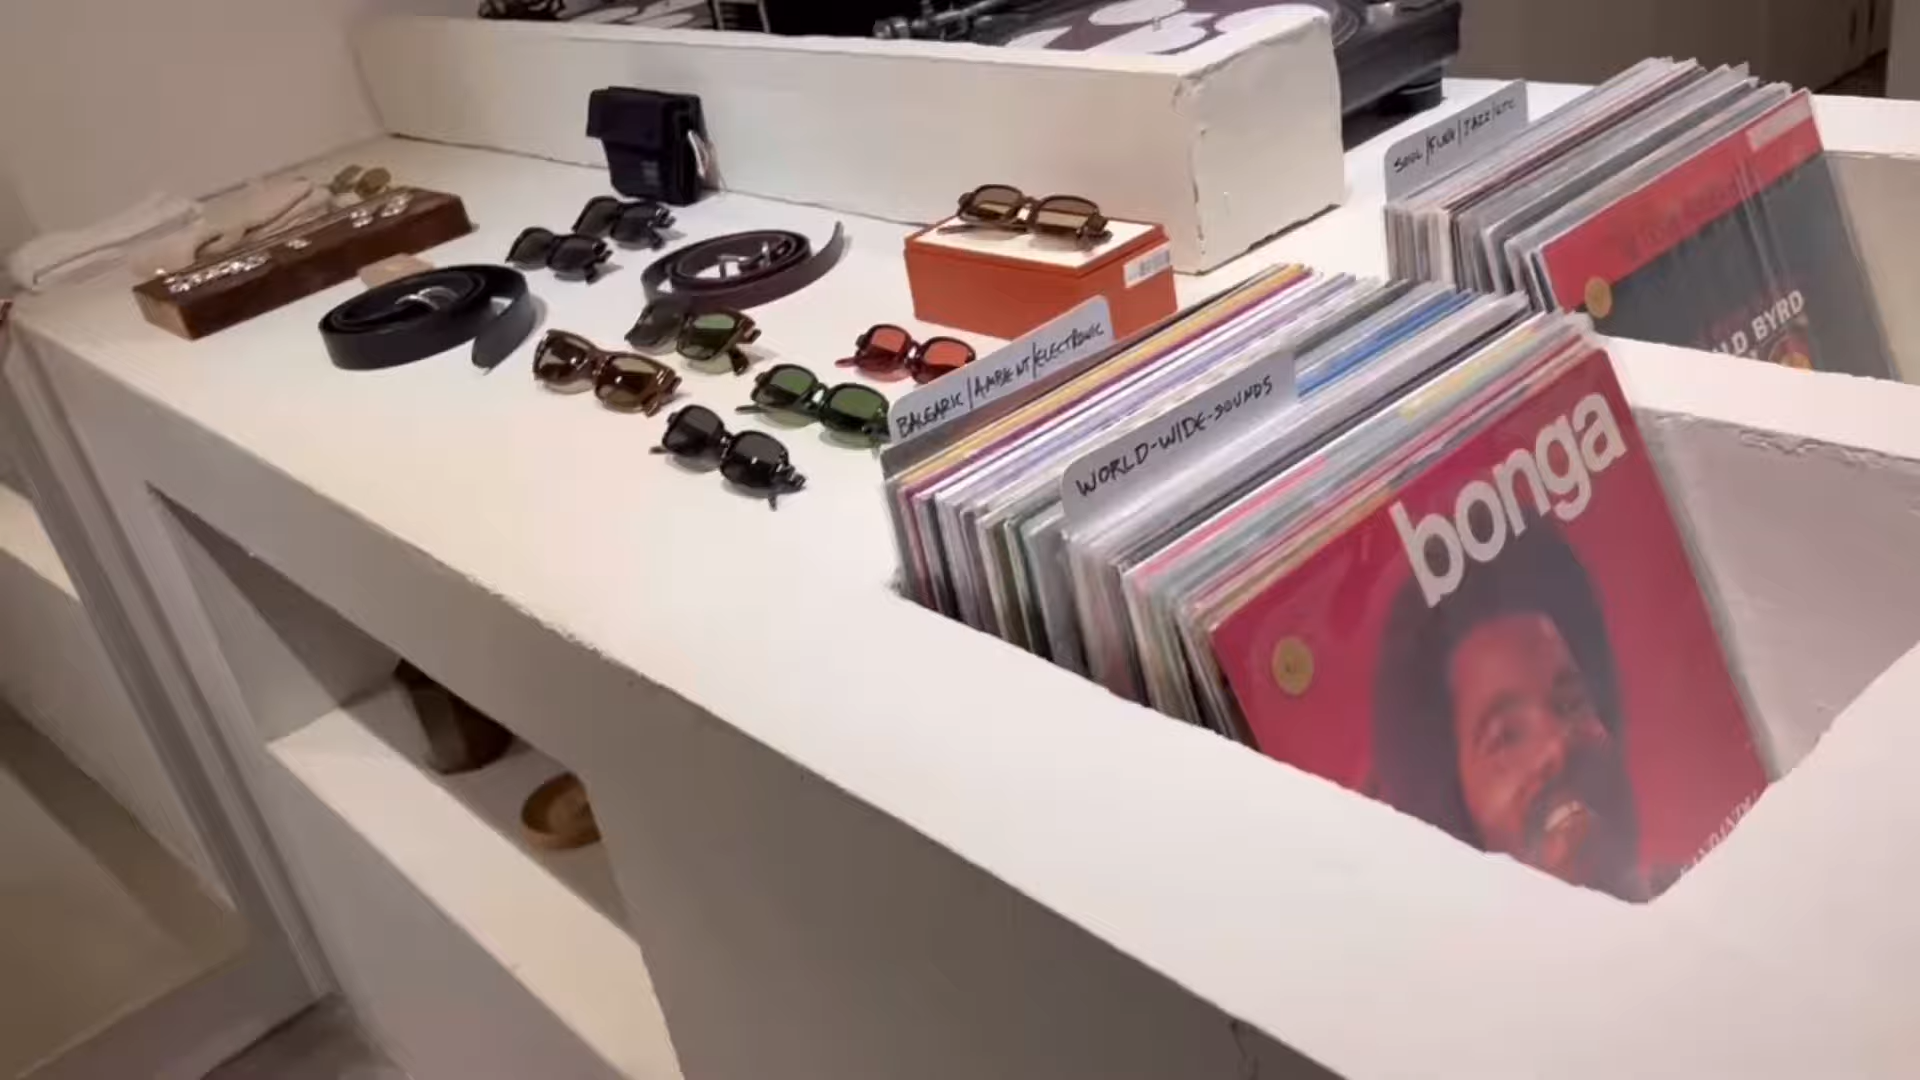 SOUL/FUNK/JAZZ/ETC
BALEARIC/AMBIENT/ELECTRONIC
WORLD-WIDE-SOUNDS
LD BYRD
bonga